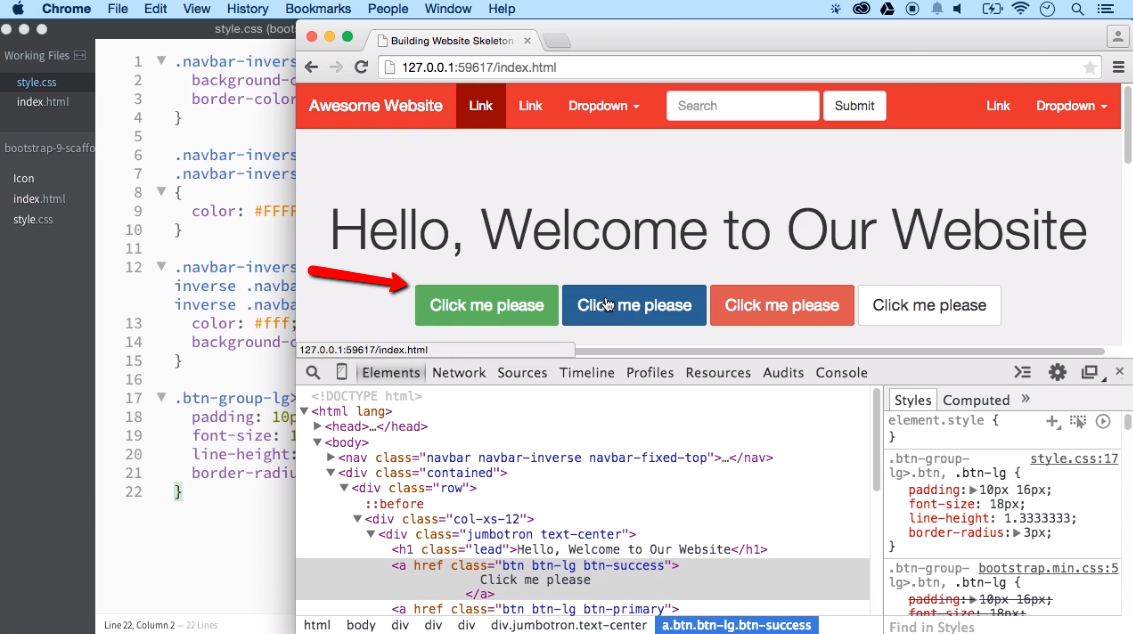 Chrome File Edit View History Bookmarks People Window Help
style.css (boot
Working Files
style.css
index.html
bootstrap-9-scaffo
Icon
index.html
style.css
1 .navbar-invers
2 background-c
3 border-color
4 }
5
6 .navbar-invers
7 .navbar-invers
8 {
9 color: #FFFF
10 }
11
12 .navbar-invers
inverse .navba
inverse .navba
13 color: #fff;
14 background-c
15 }
16
17 .btn-group-lg>
18 padding: 10p
19 font-size: 1
20 line-height:
21 border-radiu
22 }
Line 22, Column 2 — 22 Lines
Building Website Skeleton
127.0.0.1:59617/index.html
Awesome Website Link Link Dropdown Search Submit Link Dropdown
Hello, Welcome to Our Website
Click me please Click me please Click me please Click me please
127.0.0.1:59617/index.html
Elements Network Sources Timeline Profiles Resources Audits Console
<!DOCTYPE html>
<html lang>
<head>…</head>
<body>
<nav class="navbar navbar-inverse navbar-fixed-top">…</nav>
<div class="contained">
<div class="row">
::before
<div class="col-xs-12">
<div class="jumbotron text-center">
<h1 class="lead">Hello, Welcome to Our Website</h1>
<a href class="btn btn-lg btn-success">
Click me please
</a>
<a href class="btn btn-lg btn-primary">
html body div div div div.jumbotron.text-center a.btn.btn-lg.btn-success
Styles Computed »
element.style {
}
.btn-group- style.css:17
lg>.btn, .btn-lg {
padding: 10px 16px;
font-size: 18px;
line-height: 1.3333333;
border-radius: 3px;
}
.btn-group- bootstrap.min.css:5
lg>.btn, .btn-lg {
padding: 10px 16px;
font-size: 18px;
Find in Styles